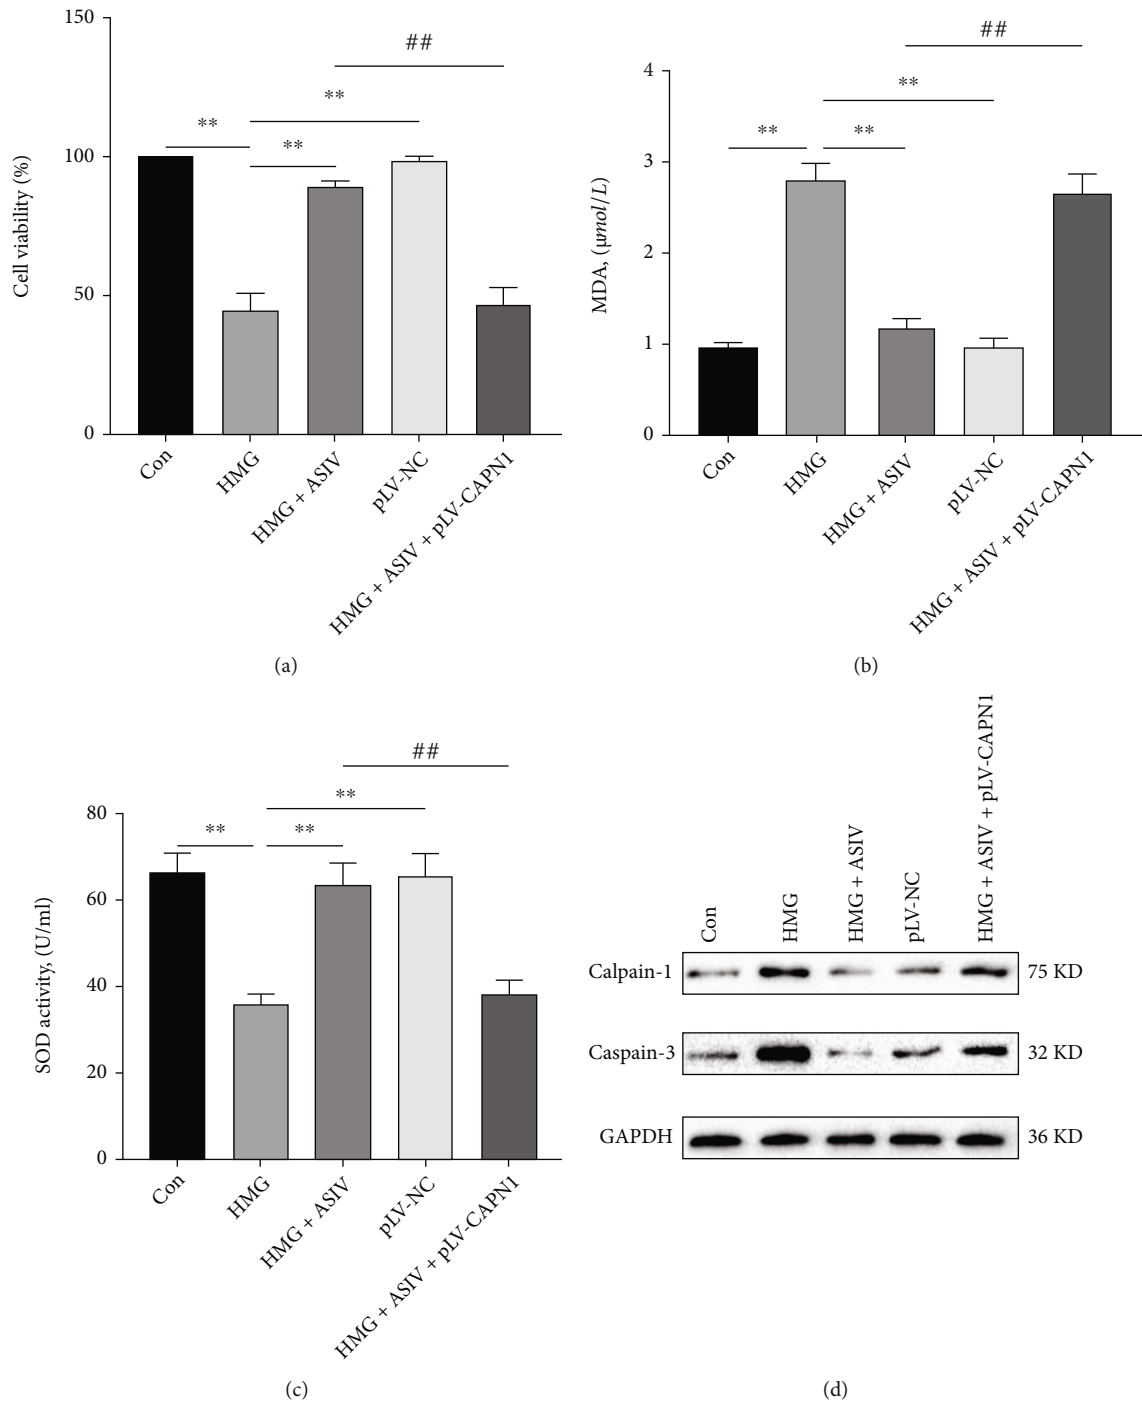 150
100
50
0
Cell viability (%)
**
**
**
##
Con
HMG
HMG + ASIV
pLV-NC
HMG + ASIV + pLV-CAPN1
(a)
4
3
2
1
0
MDA, (μmol/L)
**
**
**
##
Con
HMG
HMG + ASIV
pLV-NC
HMG + ASIV + pLV-CAPN1
(b)
80
60
40
20
0
SOD activity, (U/ml)
**
**
**
##
Con
HMG
HMG + ASIV
pLV-NC
HMG + ASIV + pLV-CAPN1
(c)
Con
HMG
HMG + ASIV
pLV-NC
HMG + ASIV + pLV-CAPN1
Calpain-1 75 KD
Caspain-3 32 KD
GAPDH 36 KD
(d)